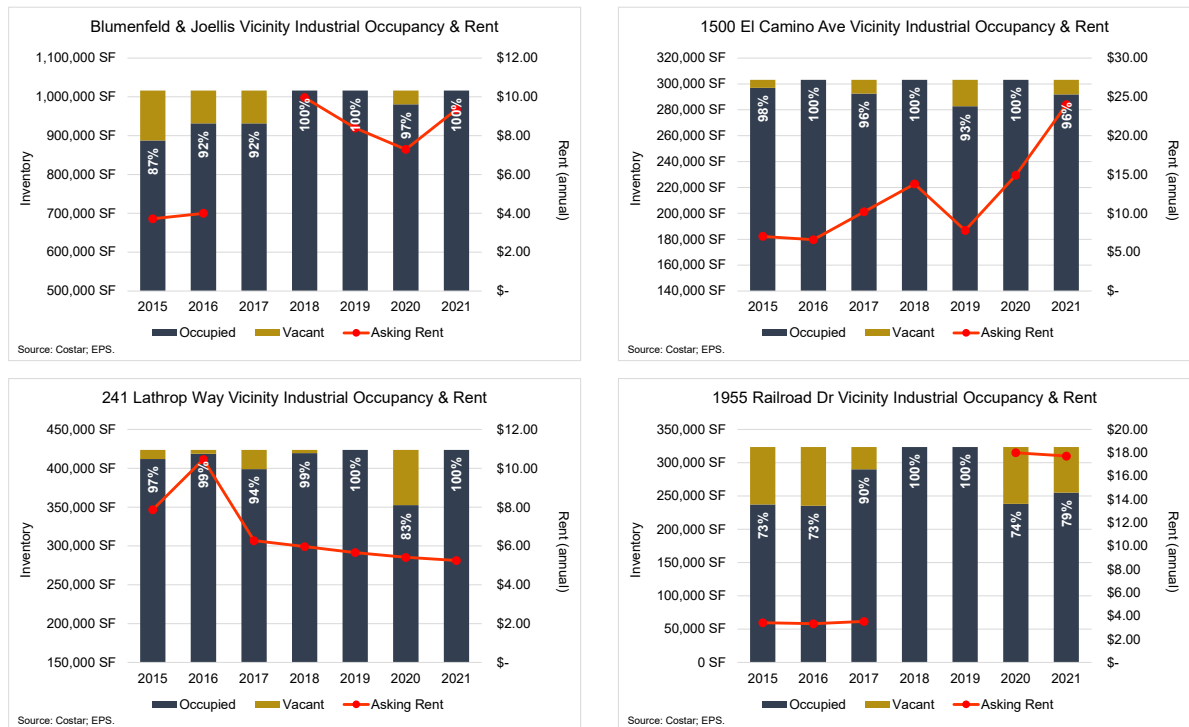 Blumenfeld & Joellis Vicinity Industrial Occupancy & Rent
1,100,000 SF
1,000,000 SF
900,000 SF
800,000 SF
700,000 SF
600,000 SF
500,000 SF
Inventory
$12.00
$10.00
$8.00
$6.00
$4.00
$2.00
$-
Rent (annual)
87%
92%
92%
100%
100%
97%
100%
2015 2016 2017 2018 2019 2020 2021
Occupied Vacant Asking Rent
Source: Costar; EPS.
1500 El Camino Ave Vicinity Industrial Occupancy & Rent
320,000 SF
300,000 SF
280,000 SF
260,000 SF
240,000 SF
220,000 SF
200,000 SF
180,000 SF
160,000 SF
140,000 SF
Inventory
$30.00
$25.00
$20.00
$15.00
$10.00
$5.00
$-
Rent (annual)
98%
100%
96%
100%
93%
100%
96%
2015 2016 2017 2018 2019 2020 2021
Occupied Vacant Asking Rent
Source: Costar; EPS.
241 Lathrop Way Vicinity Industrial Occupancy & Rent
450,000 SF
400,000 SF
350,000 SF
300,000 SF
250,000 SF
200,000 SF
150,000 SF
Inventory
$12.00
$10.00
$8.00
$6.00
$4.00
$2.00
$-
Rent (annual)
97%
99%
94%
99%
100%
83%
100%
2015 2016 2017 2018 2019 2020 2021
Occupied Vacant Asking Rent
Source: Costar; EPS.
1955 Railroad Dr Vicinity Industrial Occupancy & Rent
350,000 SF
300,000 SF
250,000 SF
200,000 SF
150,000 SF
100,000 SF
50,000 SF
0 SF
Inventory
$20.00
$18.00
$16.00
$14.00
$12.00
$10.00
$8.00
$6.00
$4.00
$2.00
$-
Rent (annual)
73%
73%
90%
100%
100%
74%
79%
2015 2016 2017 2018 2019 2020 2021
Occupied Vacant Asking Rent
Source: Costar; EPS.